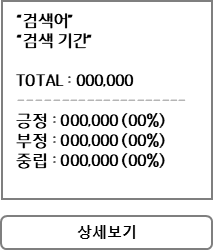 “검색어”
“검색 기간”
TOTAL : 000,000
--------------------
긍정 : 000,000 (00%)
부정 : 000,000 (00%)
중립 : 000,000 (00%)
상세보기